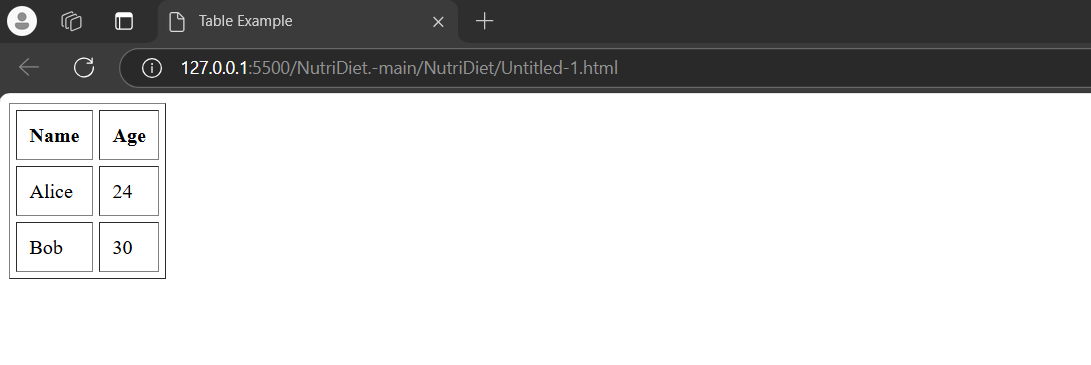 Table Example
127.0.0.1:5500/NutriDiet.-main/NutriDiet/Untitled-1.html
Name Age
Alice 24
Bob 30